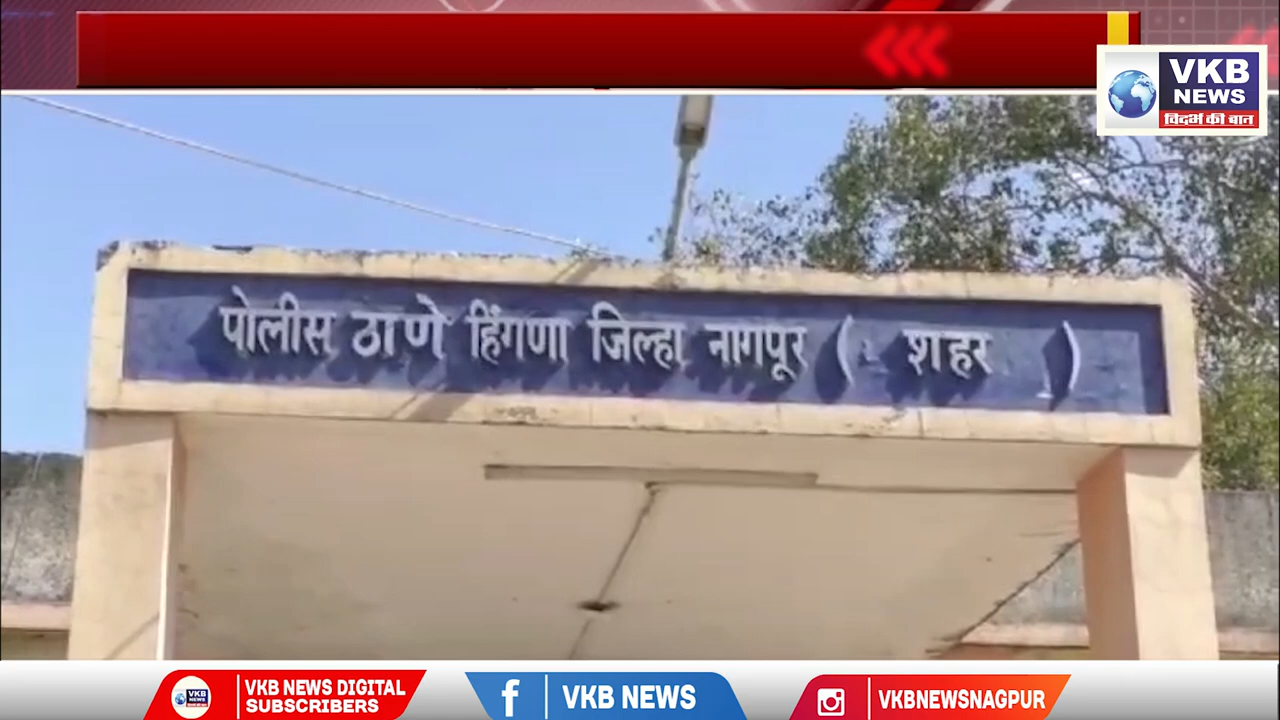 VKB
NEWS
विदर्भ की बात
पोलीस ठाणे हिंगणा जिल्हा नागपूर ( शहर )
VKB NEWS DIGITAL
SUBSCRIBERS
VKB NEWS
VKBNEWSNAGPUR